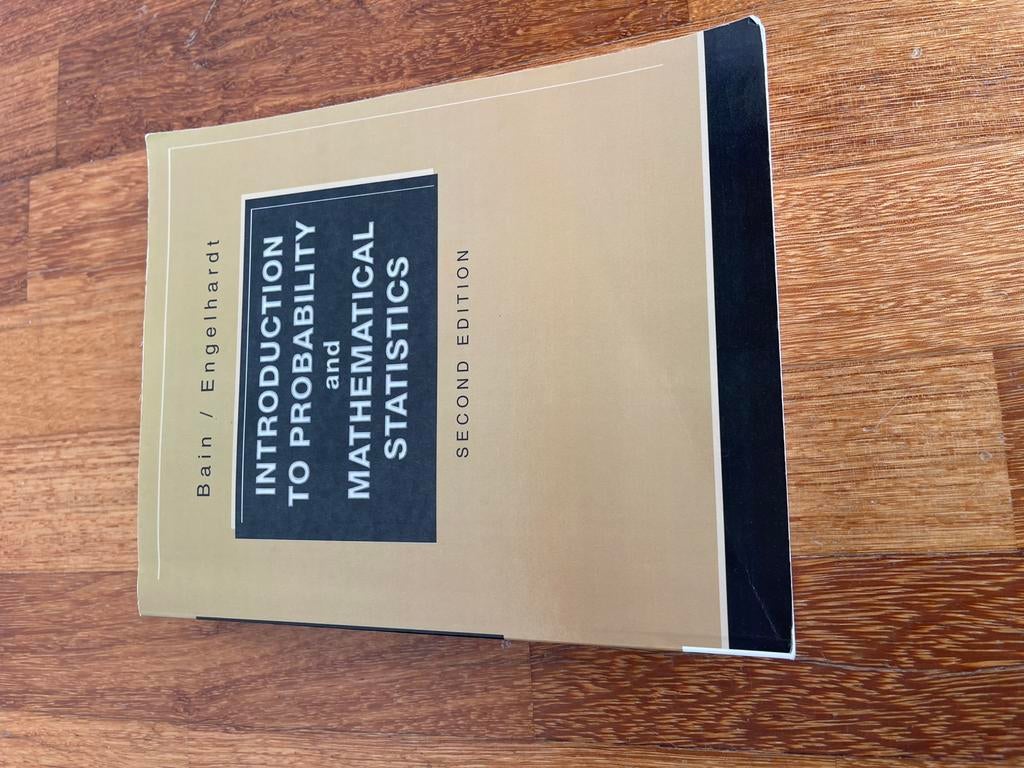 Bain / Engelhardt
INTRODUCTION
TO PROBABILITY
and
MATHEMATICAL
STATISTICS
SECOND EDITION